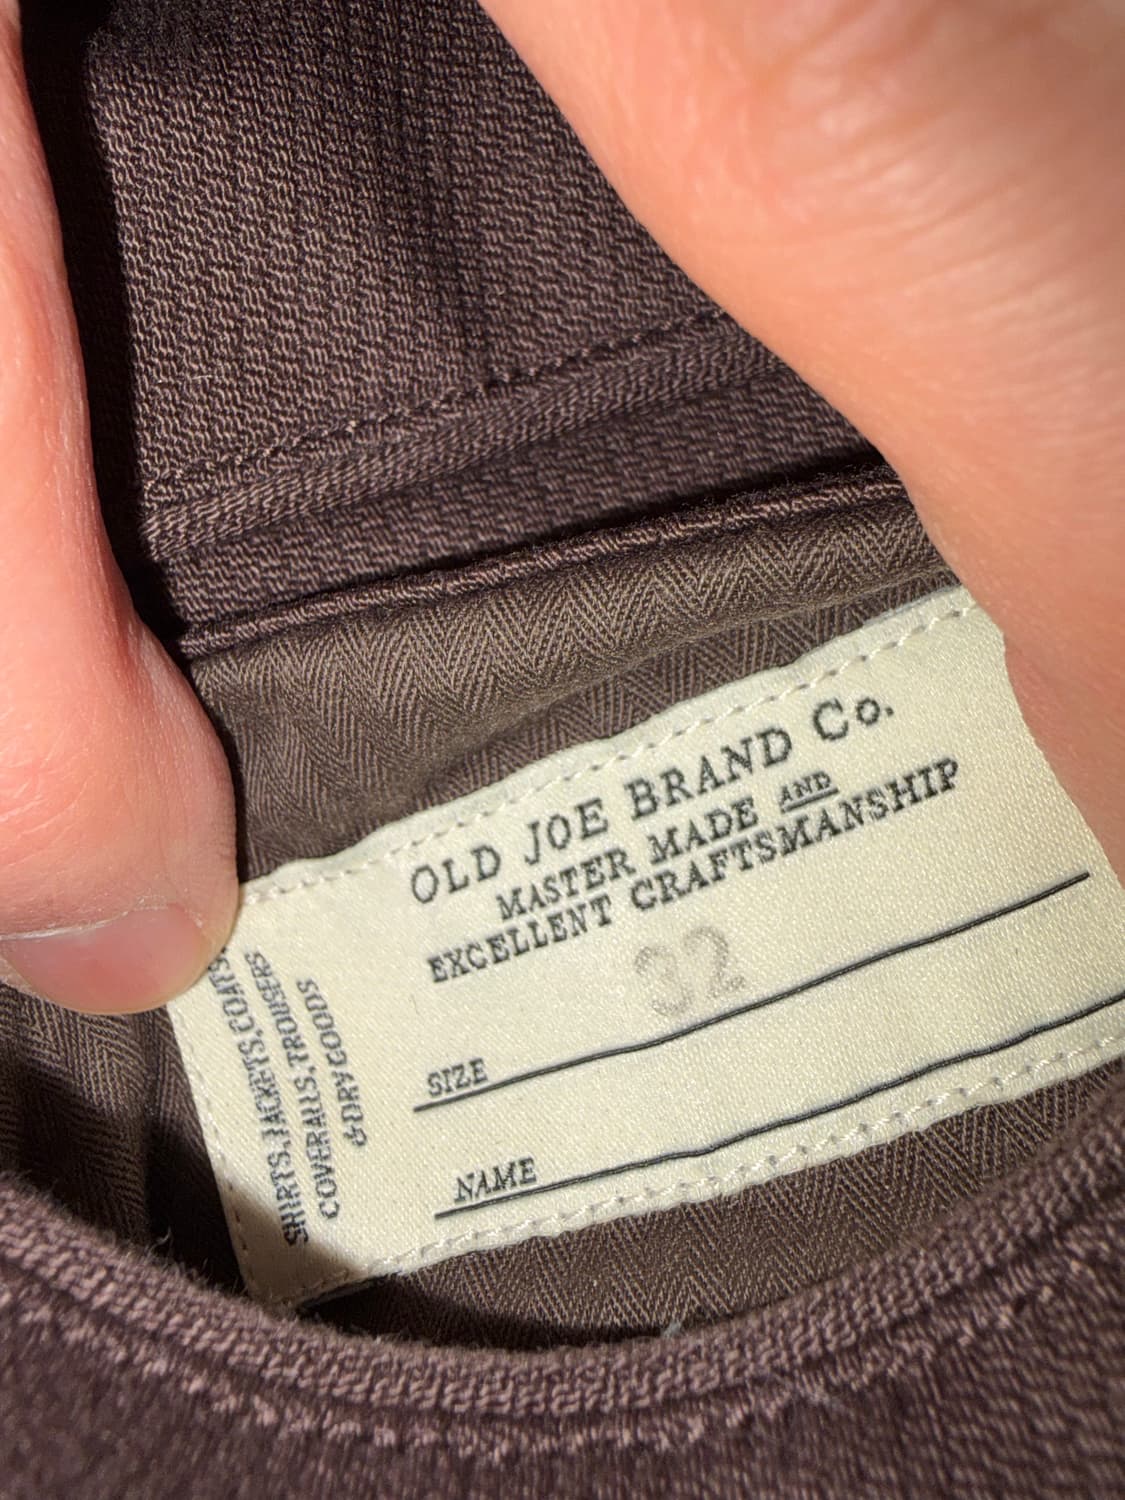 OLD JOE BRAND Co.
MASTER MADE AND
EXCELLENT CRAFTSMANSHIP
32
SIZE
NAME
SHIRTS, JACKETS, COATS,
COVERALLS, TROUSERS
& DRY GOODS